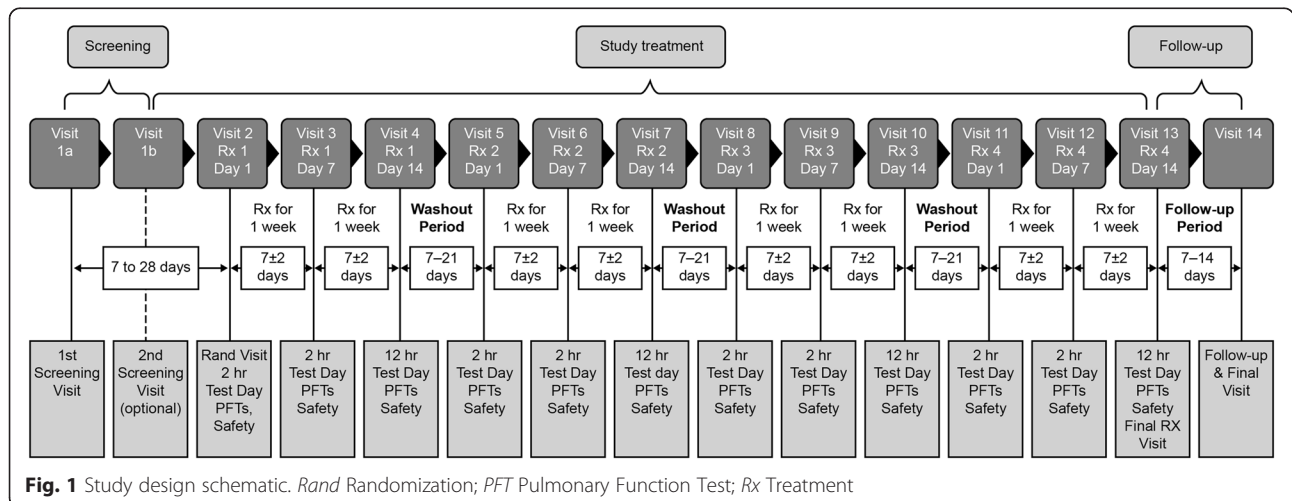 Screening
Study treatment
Follow-up
Visit
1a
Visit
1b
Visit 2
Rx 1
Day 1
Visit 3
Rx 1
Day 7
Visit 4
Rx 1
Day 14
Visit 5
Rx 2
Day 1
Visit 6
Rx 2
Day 7
Visit 7
Rx 2
Day 14
Visit 8
Rx 3
Day 1
Visit 9
Rx 3
Day 7
Visit 10
Rx 3
Day 14
Visit 11
Rx 4
Day 1
Visit 12
Rx 4
Day 7
Visit 13
Rx 4
Day 14
Visit 14
Rx for
1 week
Rx for
1 week
Washout
Period
Rx for
1 week
Rx for
1 week
Washout
Period
Rx for
1 week
Rx for
1 week
Washout
Period
Rx for
1 week
Rx for
1 week
Follow-up
Period
7 to 28 days
7±2
days
7±2
days
7–21
days
7±2
days
7±2
days
7–21
days
7±2
days
7±2
days
7–21
days
7±2
days
7±2
days
7–14
days
1st
Screening
Visit
2nd
Screening
Visit
(optional)
Rand Visit
2 hr
Test Day
PFTs,
Safety
2 hr
Test Day
PFTs
Safety
12 hr
Test Day
PFTs
Safety
2 hr
Test Day
PFTs
Safety
2 hr
Test Day
PFTs
Safety
12 hr
Test day
PFTs
Safety
2 hr
Test Day
PFTs
Safety
2 hr
Test Day
PFTs
Safety
12 hr
Test Day
PFTs
Safety
2 hr
Test Day
PFTs
Safety
2 hr
Test Day
PFTs
Safety
12 hr
Test Day
PFTs
Safety
Final RX
Visit
Follow-up
& Final
Visit
Fig. 1 Study design schematic. Rand Randomization; PFT Pulmonary Function Test; Rx Treatment